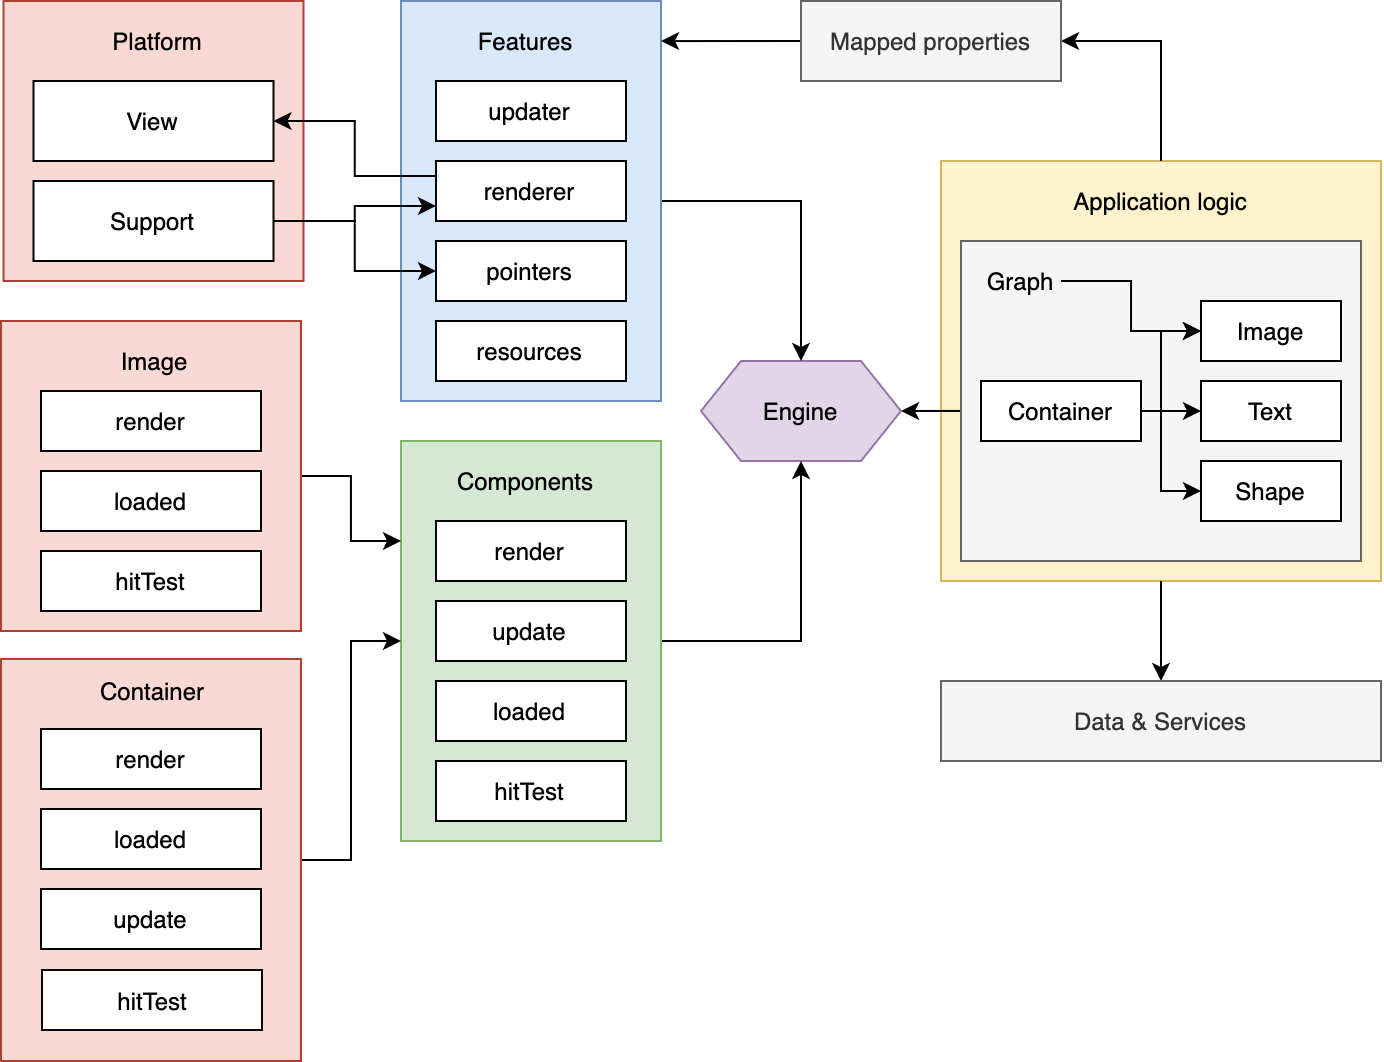 Platform
View
Support
Features
updater
renderer
pointers
resources
Mapped properties
Image
render
loaded
hitTest
Container
render
loaded
update
hitTest
Components
render
update
loaded
hitTest
Engine
Application logic
Graph
Container
Image
Text
Shape
Data & Services